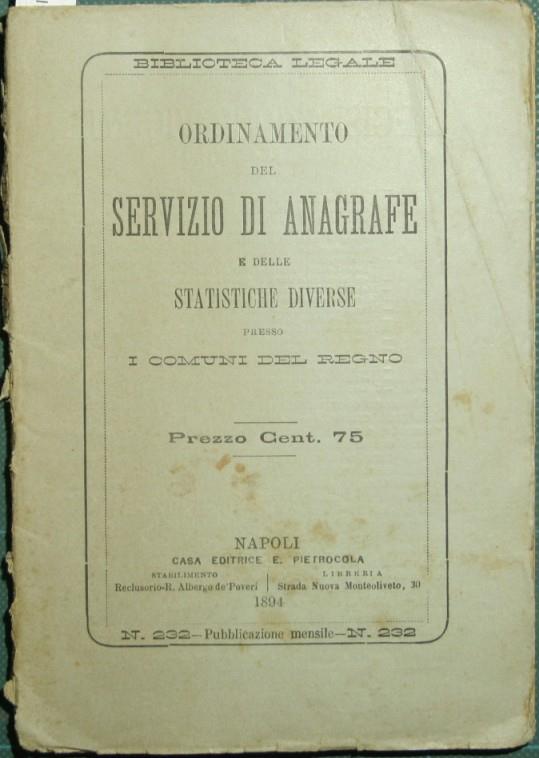 BIBLIOTECA LEGALE
ORDINAMENTO
DEL
SERVIZIO DI ANAGRAFE
E DELLE
STATISTICHE DIVERSE
PRESSO
I COMUNI DEL REGNO
Prezzo Cent. 75
NAPOLI
CASA EDITRICE E. PIETROCOLA
STABILIMENTO
Reclusorio-R. Albergo de' Poveri
LIBRERIA
Strada Nuova Monteoliveto, 30
1894
N. 232—Pubblicazione mensile—N. 232